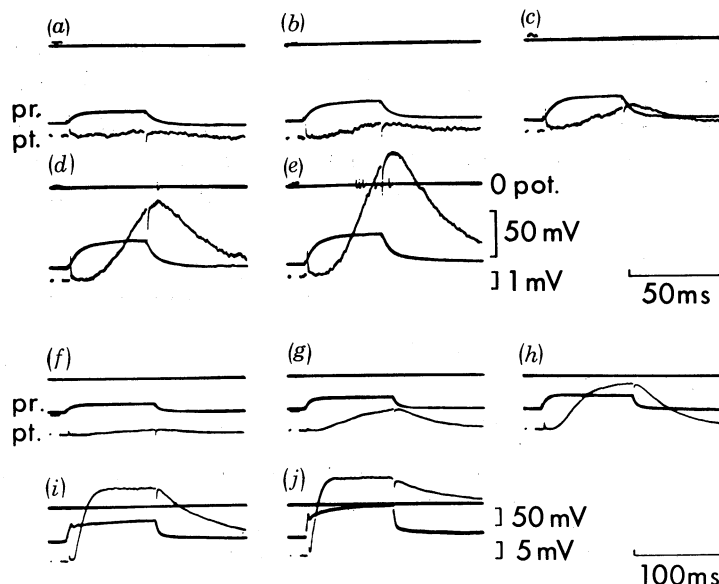 (a) (b) (c)
pr.
pt.
(d) (e)
0 pot.
50 mV
1 mV
50ms
(f) (g) (h)
pr.
pt.
(i) (j)
50 mV
5 mV
100ms